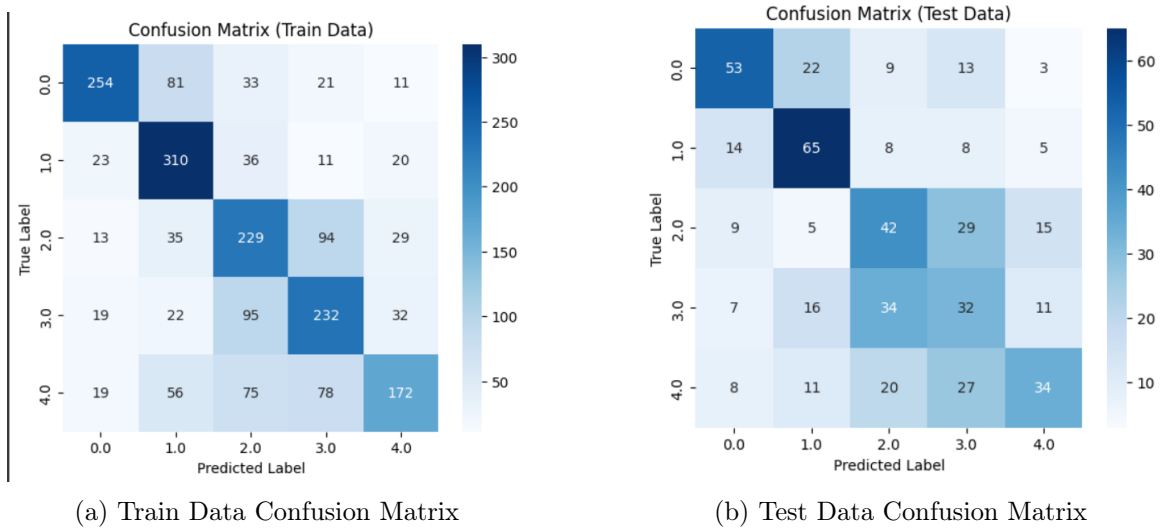 Confusion Matrix (Train Data)
0.0 254 81 33 21 11
1.0 23 310 36 11 20
2.0 13 35 229 94 29
3.0 19 22 95 232 32
4.0 19 56 75 78 172
0.0 1.0 2.0 3.0 4.0
Predicted Label
True Label
300
250
200
150
100
50
(a) Train Data Confusion Matrix
Confusion Matrix (Test Data)
0.0 53 22 9 13 3
1.0 14 65 8 8 5
2.0 9 5 42 29 15
3.0 7 16 34 32 11
4.0 8 11 20 27 34
0.0 1.0 2.0 3.0 4.0
Predicted Label
True Label
60
50
40
30
20
10
(b) Test Data Confusion Matrix